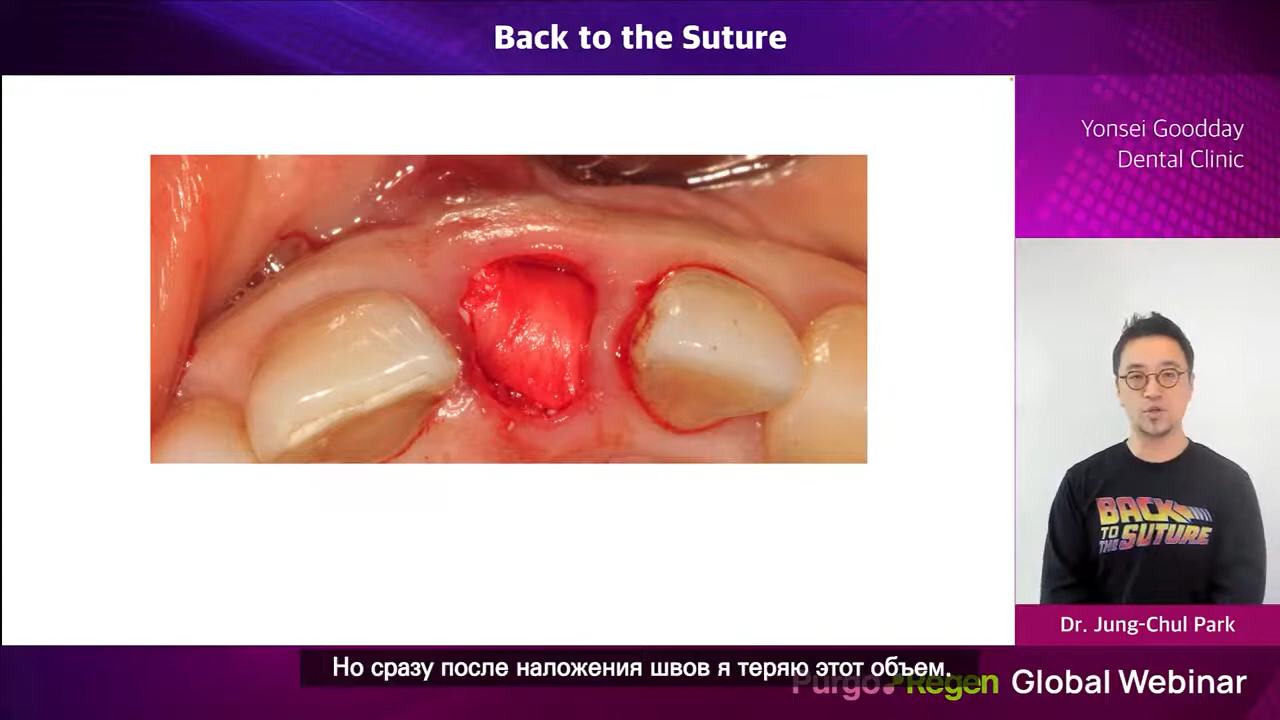 Back to the Suture
Yonsei Goodday
Dental Clinic
BACK
TO
THE SUTURE
Dr. Jung-Chul Park
Но сразу после наложения швов я теряю этот объем.
Purgo Regen Global Webinar